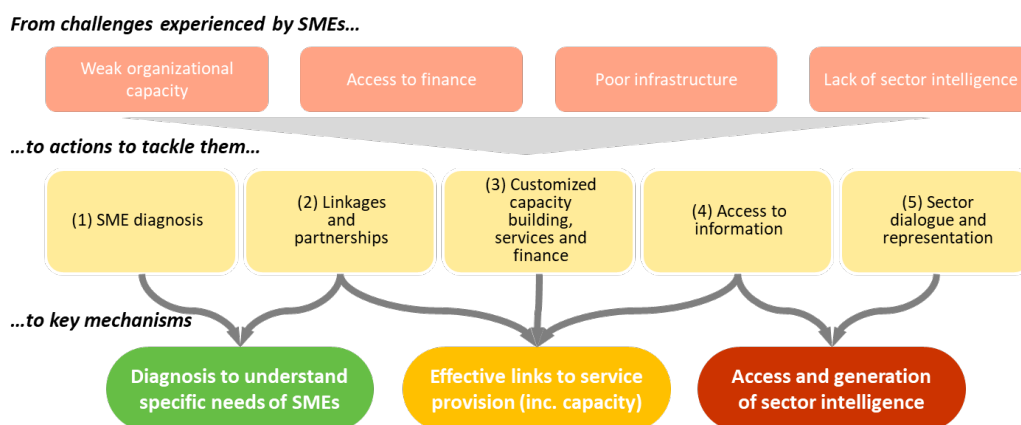 From challenges experienced by SMEs...
Weak organizational
capacity
Access to finance
Poor infrastructure
Lack of sector intelligence
...to actions to tackle them...
(1) SME diagnosis
(2) Linkages
and
partnerships
(3) Customized
capacity
building,
services and
finance
(4) Access to
information
(5) Sector
dialogue and
representation
...to key mechanisms
Diagnosis to understand
specific needs of SMEs
Effective links to service
provision (inc. capacity)
Access and generation
of sector intelligence